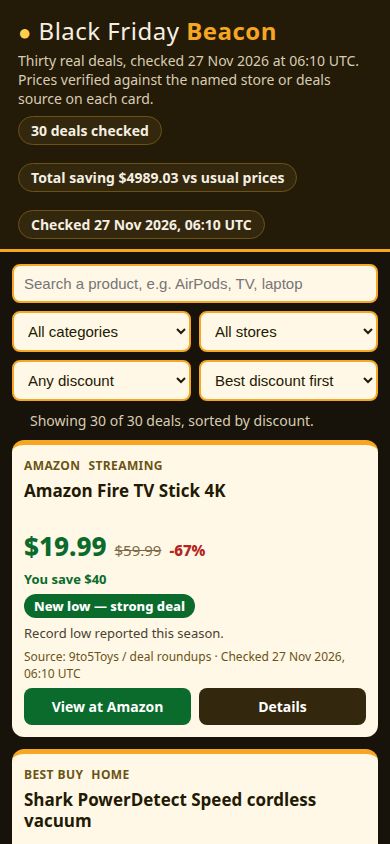 Black Friday Beacon
Thirty real deals, checked 27 Nov 2026 at 06:10 UTC.
Prices verified against the named store or deals
source on each card.
30 deals checked
Total saving $4989.03 vs usual prices
Checked 27 Nov 2026, 06:10 UTC
Search a product, e.g. AirPods, TV, laptop
All categories All stores
Any discount Best discount first
Showing 30 of 30 deals, sorted by discount.
AMAZON STREAMING
Amazon Fire TV Stick 4K
$19.99 $59.99 -67%
You save $40
New low — strong deal
Record low reported this season.
Source: 9to5Toys / deal roundups · Checked 27 Nov 2026,
06:10 UTC
View at Amazon Details
BEST BUY HOME
Shark PowerDetect Speed cordless
vacuum